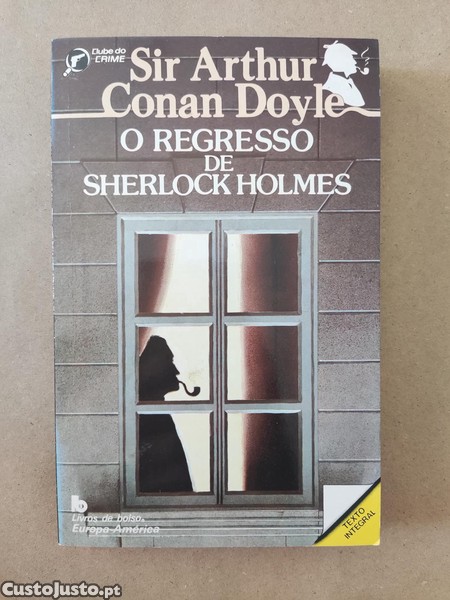 Clube do
CRIME
Sir Arthur
Conan Doyle
O REGRESSO
DE
SHERLOCK HOLMES
Livros de bolso
Europa-América
TEXTO
INTEGRAL
CustoJusto.pt